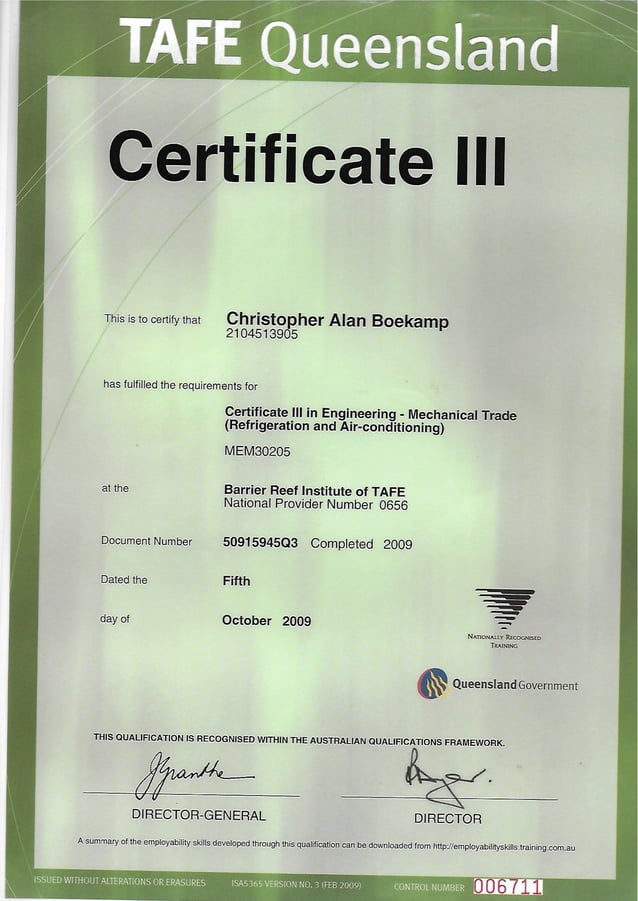 TAFE Queensland
Certificate III
This is to certify that Christopher Alan Boekamp
2104513905
has fulfilled the requirements for
Certificate III in Engineering - Mechanical Trade
(Refrigeration and Air-conditioning)
MEM30205
at the Barrier Reef Institute of TAFE
National Provider Number 0656
Document Number 50915945Q3 Completed 2009
Dated the Fifth
day of October 2009
NATIONALLY RECOGNISED
TRAINING
Queensland Government
THIS QUALIFICATION IS RECOGNISED WITHIN THE AUSTRALIAN QUALIFICATIONS FRAMEWORK.
DIRECTOR-GENERAL DIRECTOR
A summary of the employability skills developed through this qualification can be downloaded from http://employabilityskills.training.com.au
ISSUED WITHOUT ALTERATIONS OR ERASURES ISAS365 VERSION NO. 3 (FEB 2009) CONTROL NUMBER 006711